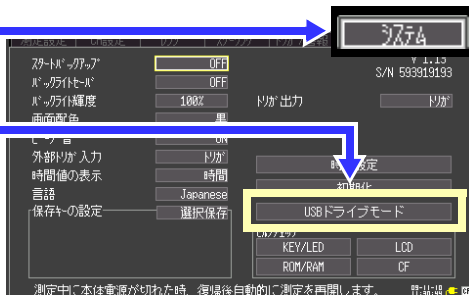 システム
V 1.13
S/N 593919193
スタートバックアップ OFF
バックライトセーバ OFF
バックライト輝度 100% トリガ出力 トリガ
画面配色 黒
ビープ音 ON
外部トリガ入力 トリガ
時間値の表示 時間
言語 Japanese
初期化
保存キーの設定 選択保存
USBドライブモード
KEY/LED LCD
ROM/RAM CF
測定中に本体電源が切れた時、復帰後自動的に測定を再開します。